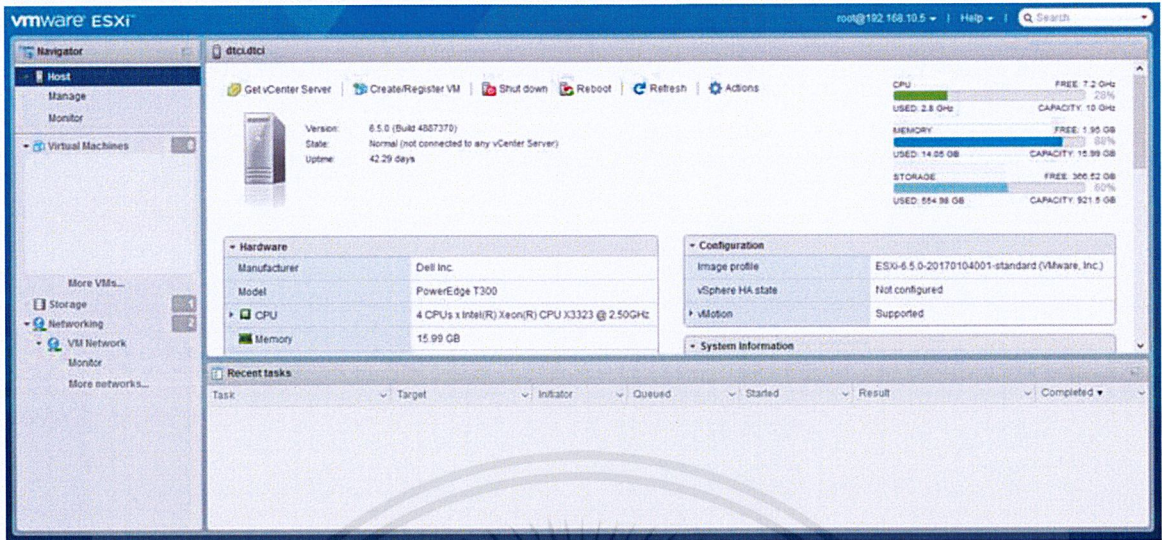 vmware ESXi
root@192.168.10.5 | Help | Search
Navigator
Host
Manage
Monitor
Virtual Machines
More VMs...
Storage 1
Networking 2
VM Network
Monitor
More networks...
dtci.dtci
Get vCenter Server | Create/Register VM | Shut down Reboot | Refresh | Actions
Version: 6.5.0 (Build 4887370)
State: Normal (not connected to any vCenter Server)
Uptime: 42.29 days
CPU FREE: 7.2 GHz
28%
USED: 2.8 GHz CAPACITY: 10 GHz
MEMORY FREE: 1.95 GB
88%
USED: 14.05 GB CAPACITY: 15.99 GB
STORAGE FREE: 366.52 GB
60%
USED: 554.98 GB CAPACITY: 921.5 GB
Hardware
Manufacturer Dell Inc.
Model PowerEdge T300
CPU 4 CPUs x Intel(R) Xeon(R) CPU X3323 @ 2.50GHz
Memory 15.99 GB
Configuration
Image profile ESXi-6.5.0-20170104001-standard (VMware, Inc.)
vSphere HA state Not configured
vMotion Supported
System Information
Recent tasks
Task Target Initiator Queued Started Result Completed